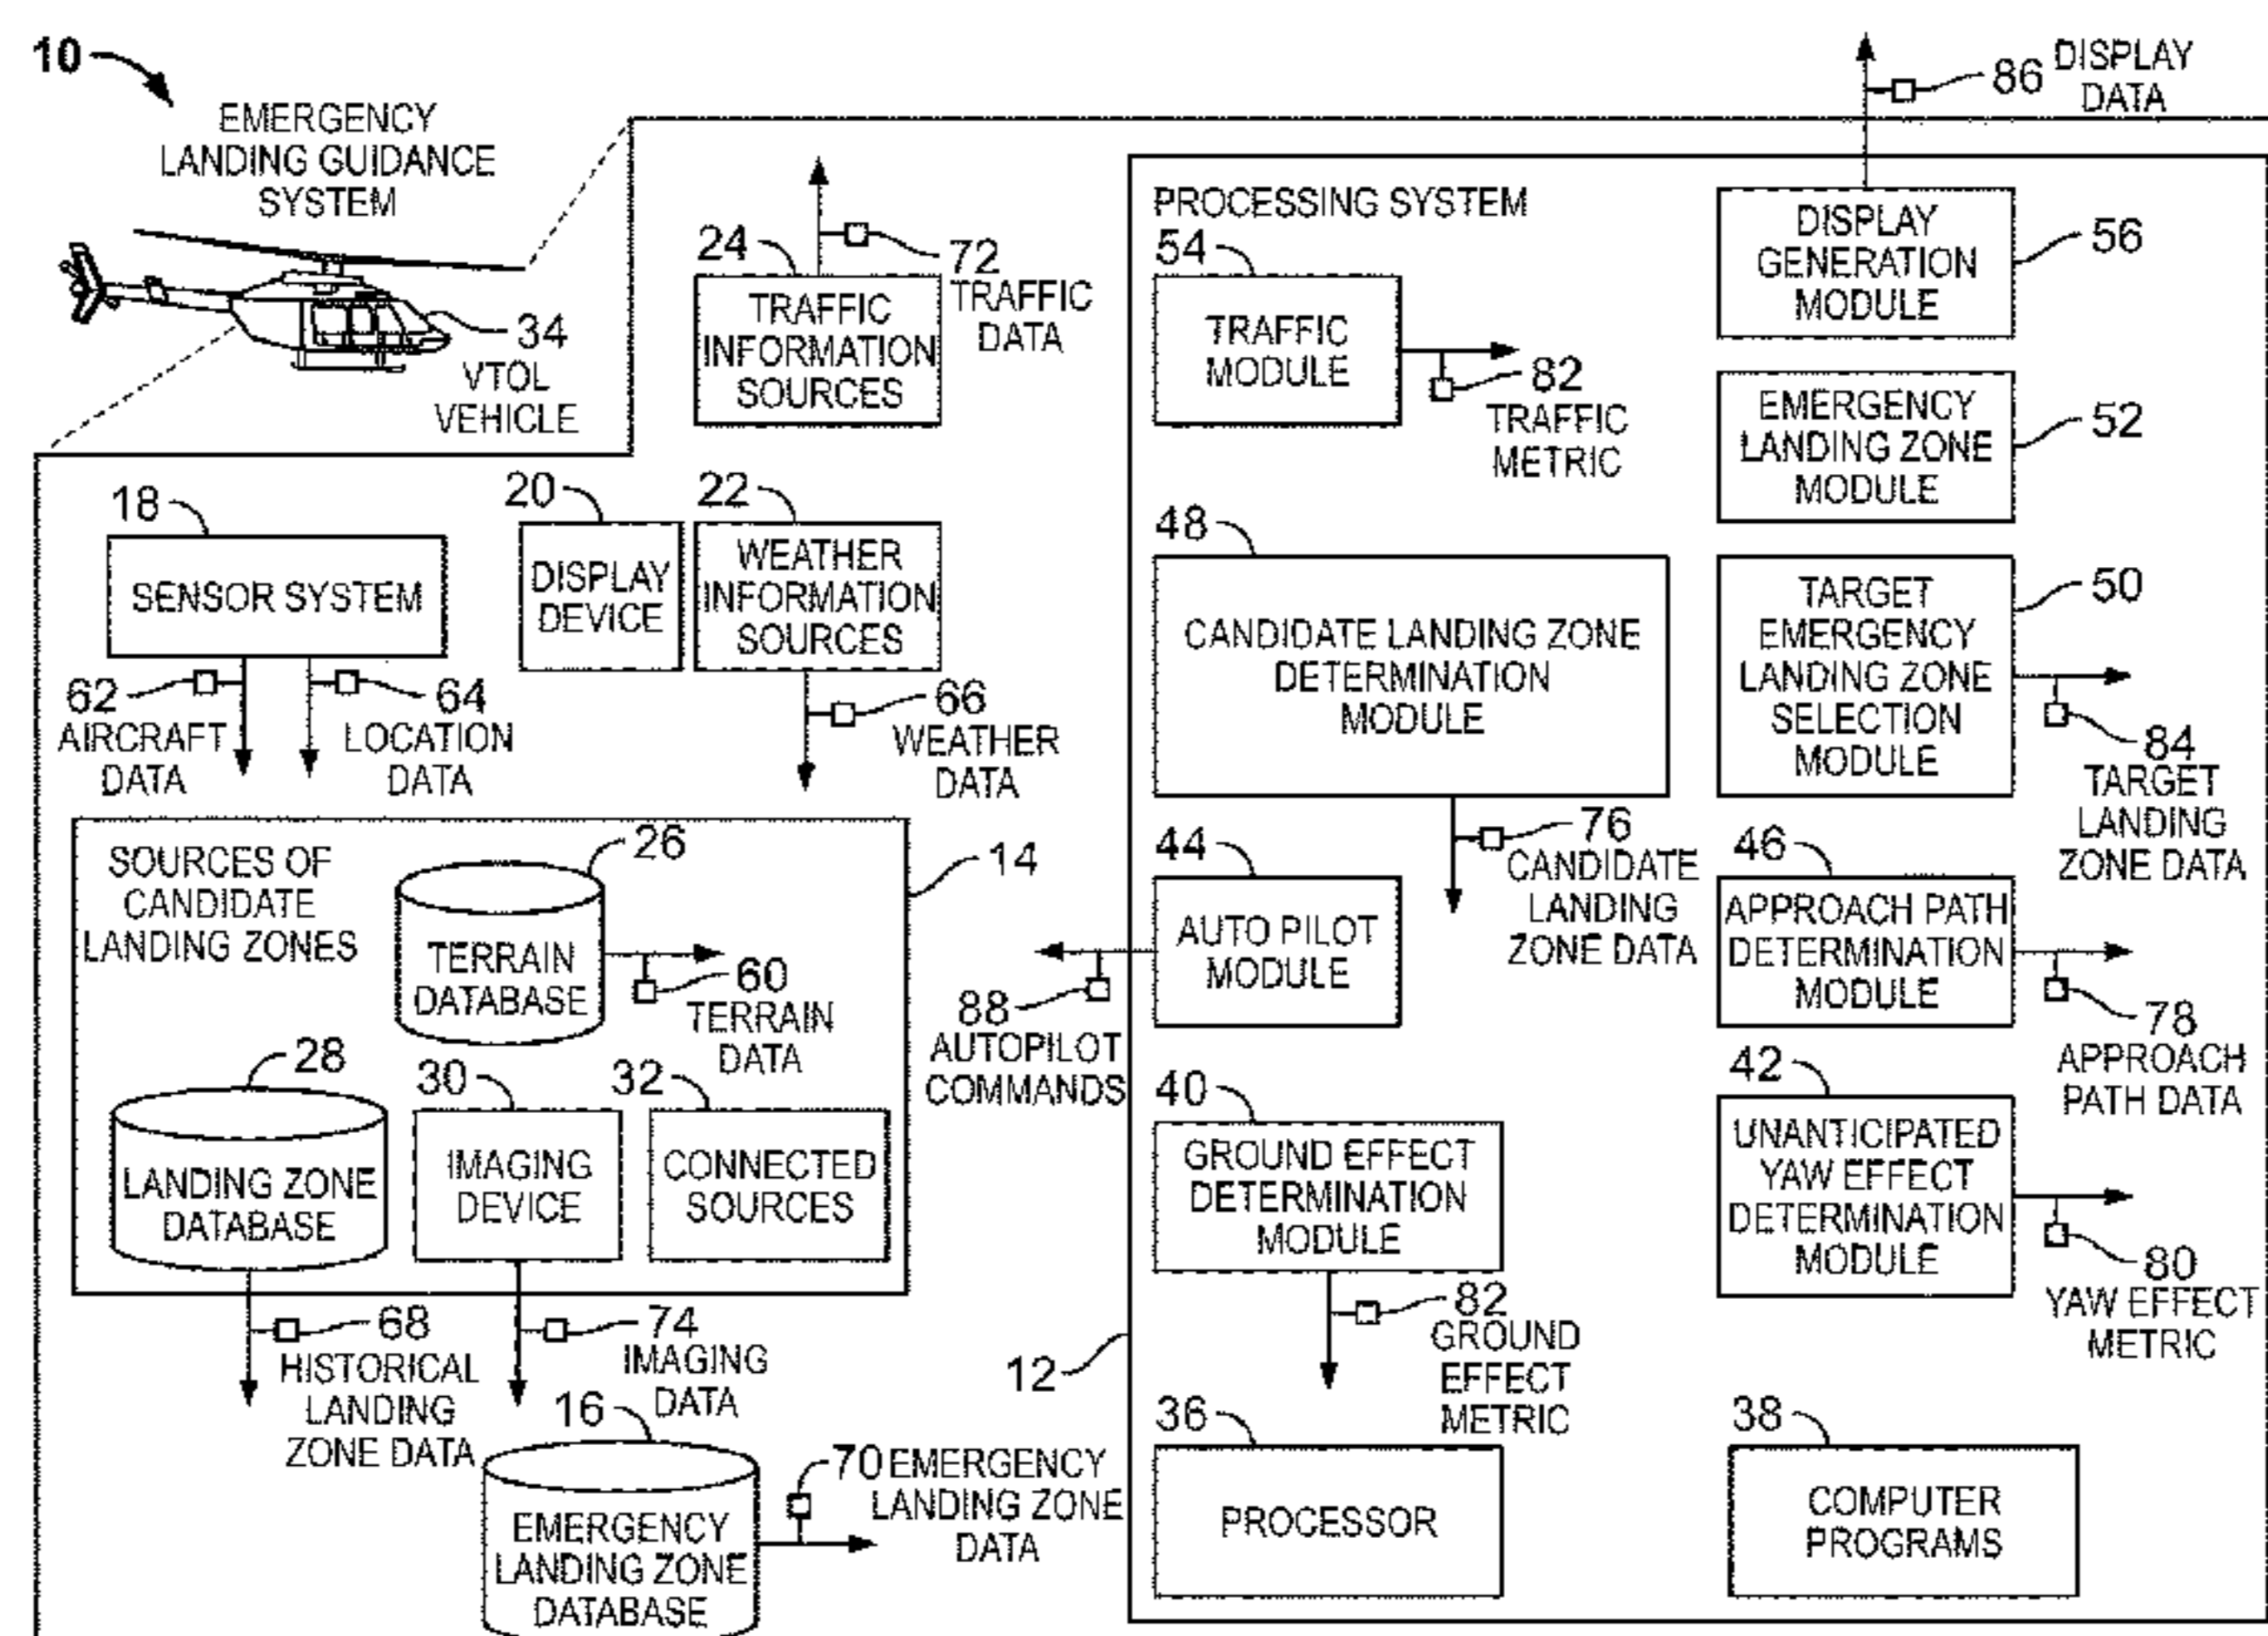 10
EMERGENCY
LANDING GUIDANCE
SYSTEM
34
VTOL
VEHICLE
24
TRAFFIC
INFORMATION
SOURCES
72
TRAFFIC
DATA
18
SENSOR SYSTEM
20
DISPLAY
DEVICE
22
WEATHER
INFORMATION
SOURCES
62
AIRCRAFT
DATA
64
LOCATION
DATA
66
WEATHER
DATA
SOURCES OF
CANDIDATE
LANDING ZONES
14
26
TERRAIN
DATABASE
60
TERRAIN
DATA
28
LANDING ZONE
DATABASE
30
IMAGING
DEVICE
32
CONNECTED
SOURCES
68
HISTORICAL
LANDING
ZONE DATA
74
IMAGING
DATA
16
EMERGENCY
LANDING ZONE
DATABASE
70 EMERGENCY
LANDING ZONE
DATA
12
PROCESSING SYSTEM
86
DISPLAY
DATA
54
TRAFFIC
MODULE
82
TRAFFIC
METRIC
DISPLAY
GENERATION
MODULE
56
EMERGENCY
LANDING ZONE
MODULE
52
48
CANDIDATE LANDING ZONE
DETERMINATION
MODULE
76
CANDIDATE
LANDING
ZONE DATA
TARGET
EMERGENCY
LANDING ZONE
SELECTION
MODULE
50
84
TARGET
LANDING
ZONE DATA
44
AUTO PILOT
MODULE
88
AUTOPILOT
COMMANDS
46
APPROACH PATH
DETERMINATION
MODULE
78
APPROACH
PATH DATA
40
GROUND EFFECT
DETERMINATION
MODULE
82
GROUND
EFFECT
METRIC
42
UNANTICIPATED
YAW EFFECT
DETERMINATION
MODULE
80
YAW EFFECT
METRIC
36
PROCESSOR
38
COMPUTER
PROGRAMS